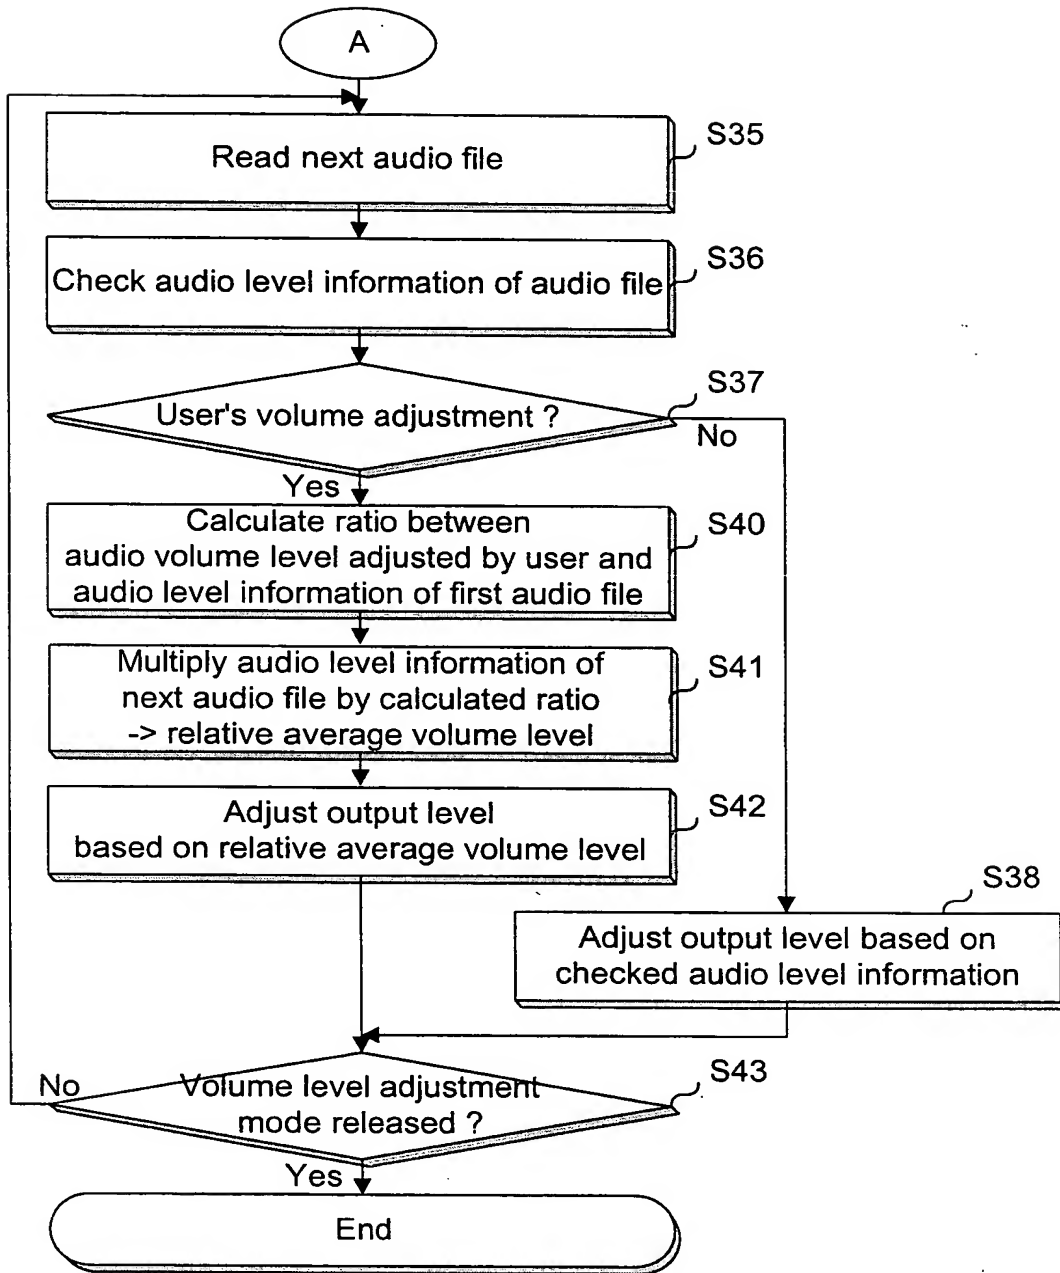 A
Read next audio file
S35
Check audio level information of audio file
S36
User's volume adjustment ?
S37
No
Yes
Calculate ratio between
audio volume level adjusted by user and
audio level information of first audio file
S40
Multiply audio level information of
next audio file by calculated ratio
-> relative average volume level
S41
Adjust output level
based on relative average volume level
S42
S38
Adjust output level based on
checked audio level information
No
Volume level adjustment
mode released ?
S43
Yes
End